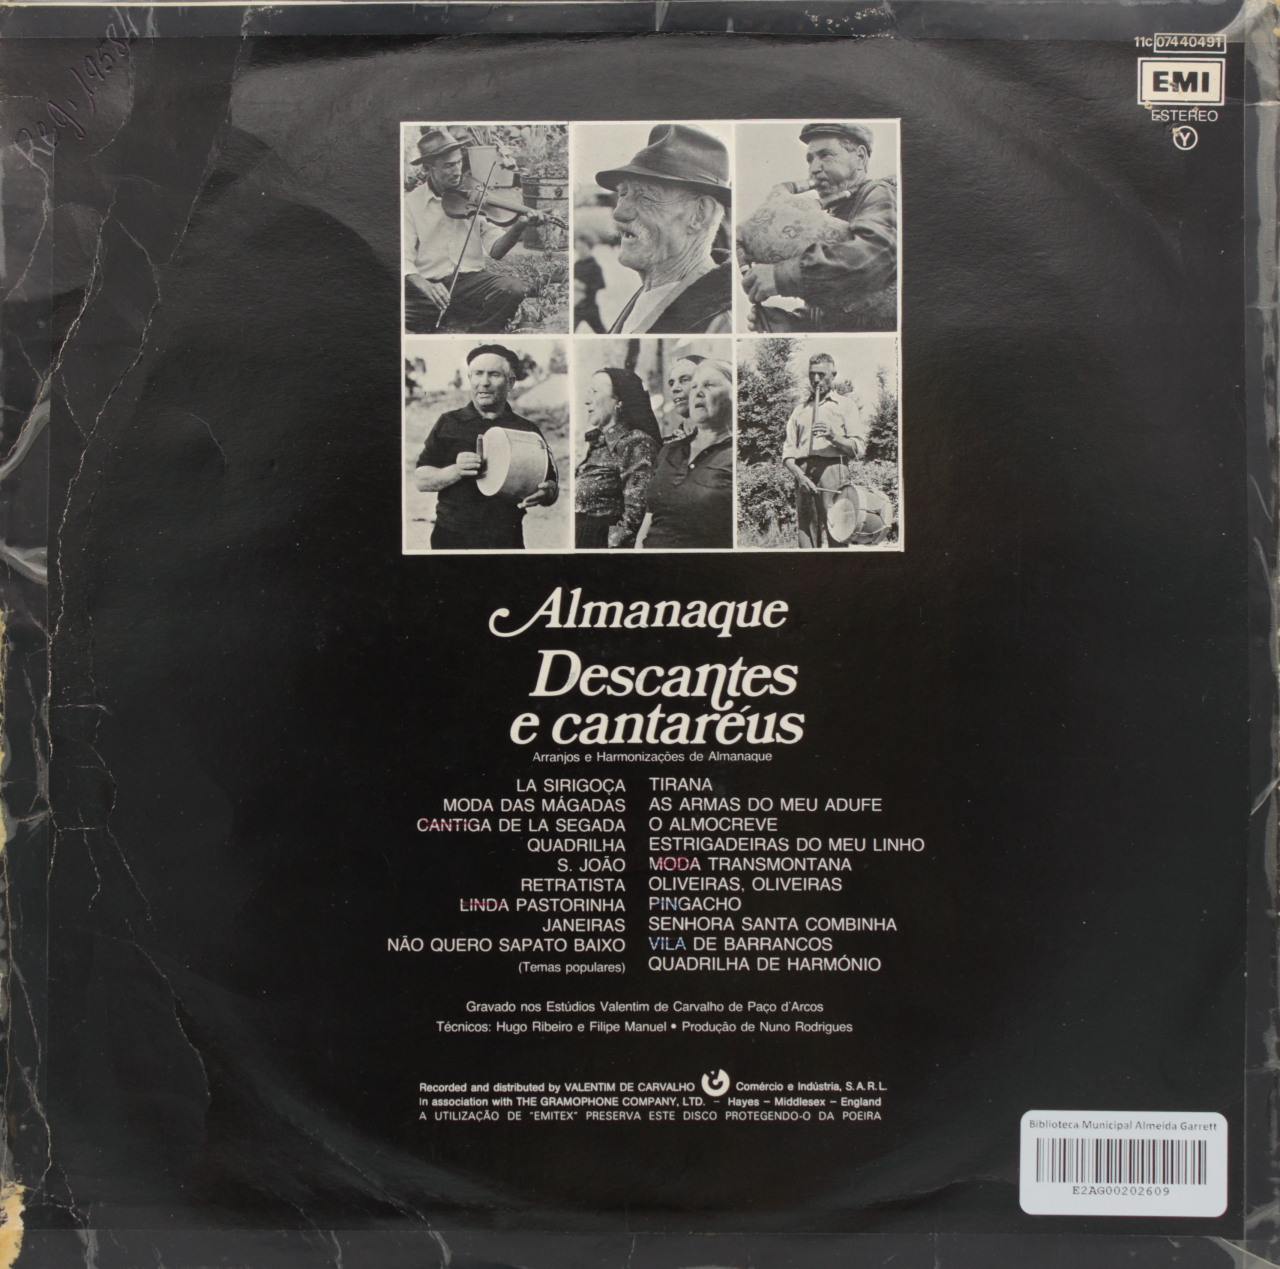 Reg. 19581
11c 07440491
EMI
ESTEREO
Y
Almanaque
Descantes
e cantaréus
Arranjos e Harmonizações de Almanaque
LA SIRIGOÇA
MODA DAS MÁGADAS
CANTIGA DE LA SEGADA
QUADRILHA
S. JOÃO
RETRATISTA
LINDA PASTORINHA
JANEIRAS
NÃO QUERO SAPATO BAIXO
(Temas populares)
TIRANA
AS ARMAS DO MEU ADUFE
O ALMOCREVE
ESTRIGADEIRAS DO MEU LINHO
MODA TRANSMONTANA
OLIVEIRAS, OLIVEIRAS
PINGACHO
SENHORA SANTA COMBINHA
VILA DE BARRANCOS
QUADRILHA DE HARMÓNIO
Gravado nos Estúdios Valentim de Carvalho de Paço d'Arcos
Técnicos: Hugo Ribeiro e Filipe Manuel • Produção de Nuno Rodrigues
Recorded and distributed by VALENTIM DE CARVALHO Comércio e Indústria, S.A.R.L.
In association with THE GRAMOPHONE COMPANY, LTD. – Hayes – Middlesex – England
A UTILIZAÇÃO DE "EMITEX" PRESERVA ESTE DISCO PROTEGENDO-O DA POEIRA
Biblioteca Municipal Almeida Garrett
E2AG00202609